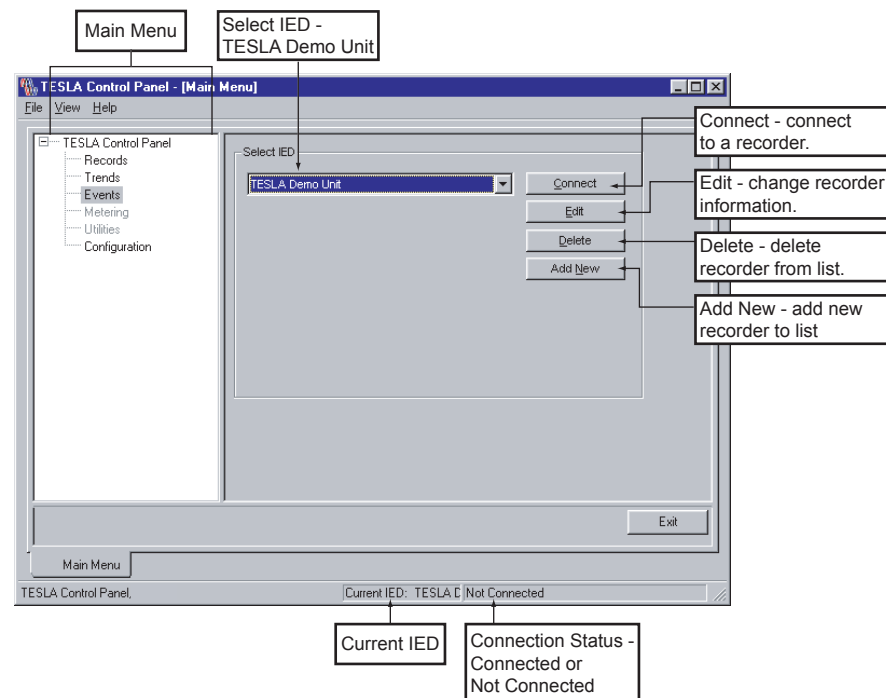 Main Menu
Select IED -
TESLA Demo Unit
TESLA Control Panel - [Main Menu]
File View Help
TESLA Control Panel
Records
Trends
Events
Metering
Utilities
Configuration
Select IED
TESLA Demo Unit
Connect
Edit
Delete
Add New
Connect - connect
to a recorder.
Edit - change recorder
information.
Delete - delete
recorder from list.
Add New - add new
recorder to list
Exit
Main Menu
TESLA Control Panel,
Current IED: TESLA D
Not Connected
Current IED
Connection Status -
Connected or
Not Connected